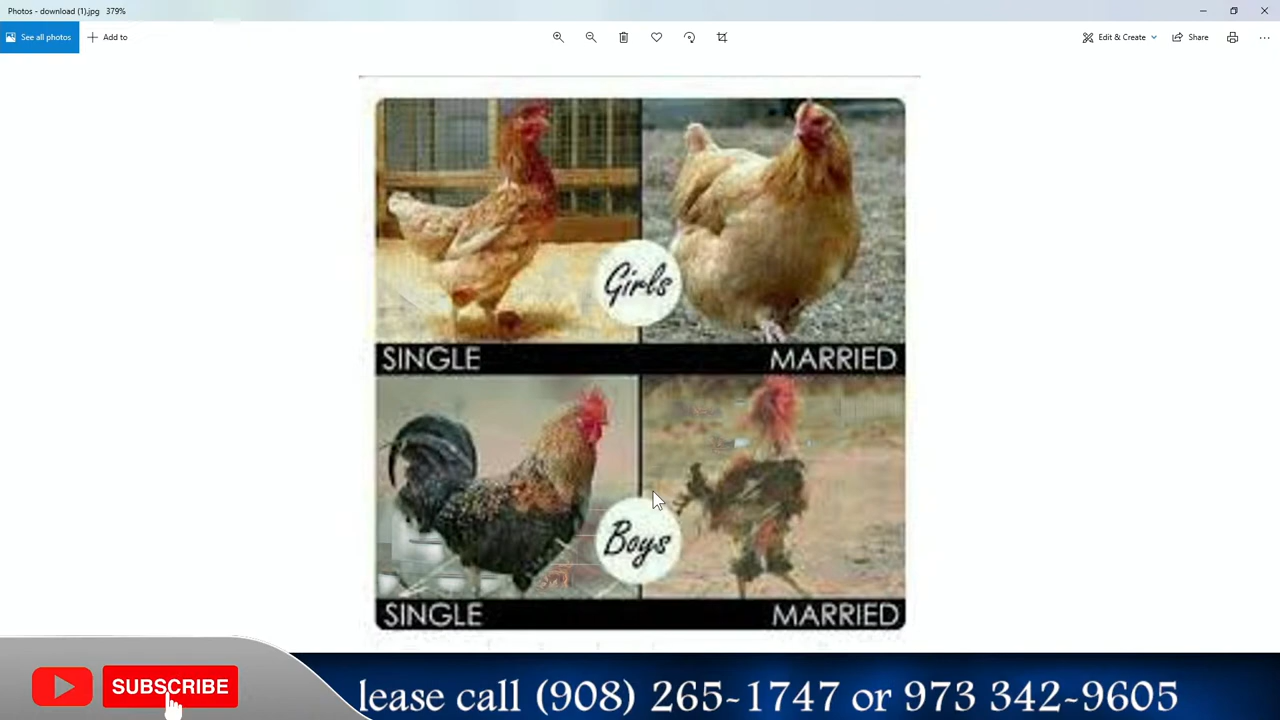 Photos - download (1).jpg 379%
See all photos
Add to
Edit & Create
Share
Girls
SINGLE
MARRIED
Boys
SINGLE
MARRIED
SUBSCRIBE
lease call (908) 265-1747 or 973 342-9605